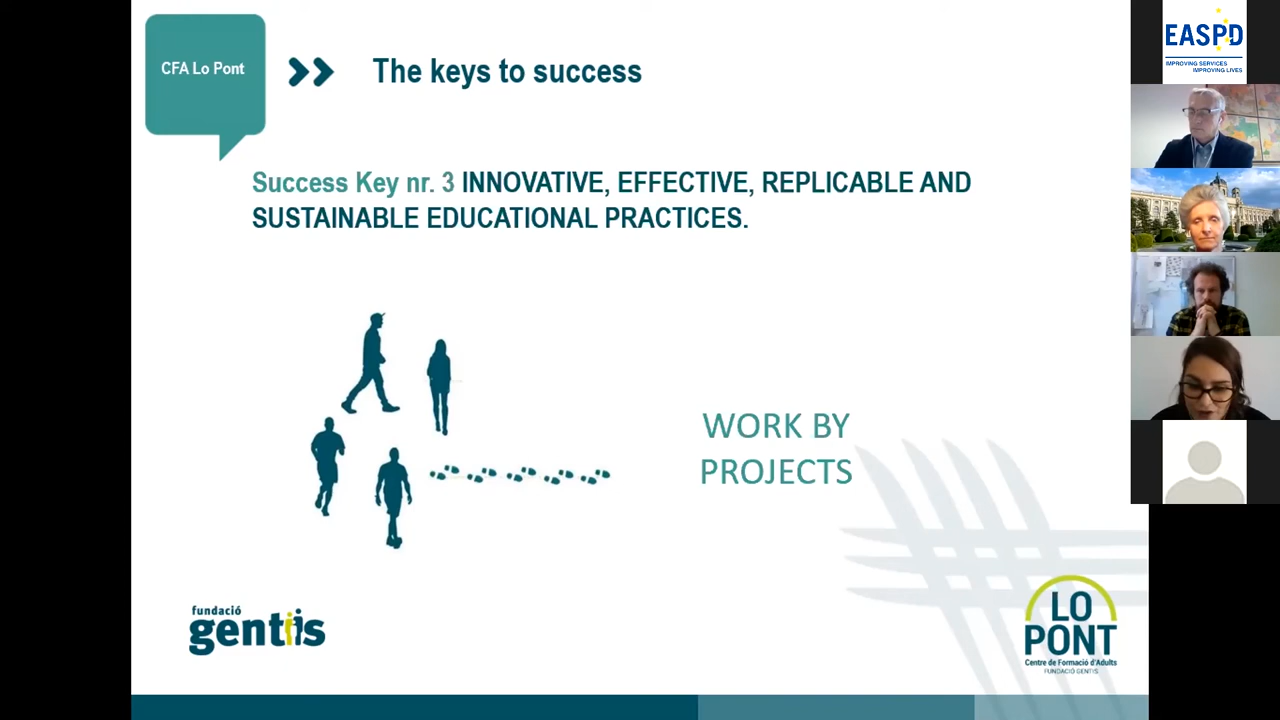 CFA Lo Pont
The keys to success
Success Key nr. 3 INNOVATIVE, EFFECTIVE, REPLICABLE AND
SUSTAINABLE EDUCATIONAL PRACTICES.
WORK BY
PROJECTS
fundació
gentis
LO
PONT
Centre de Formació d'Adults
FUNDACIÓ GENTIS
EASPD
IMPROVING SERVICES
IMPROVING LIVES